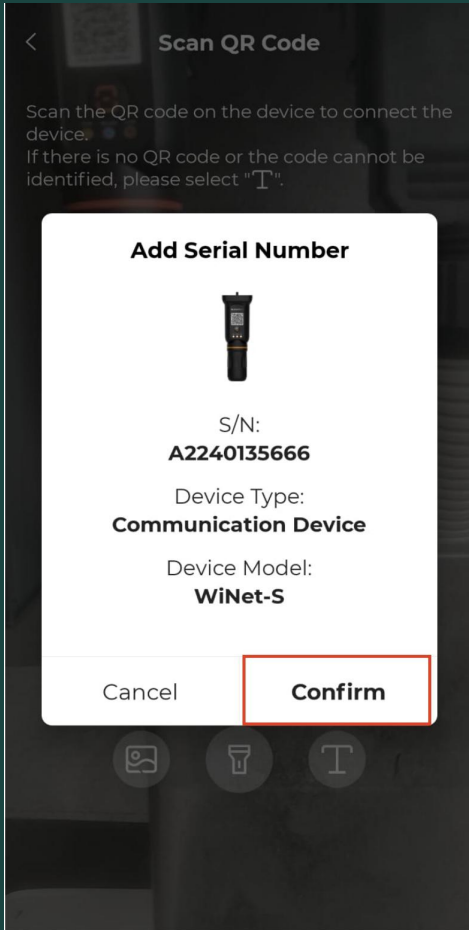 Scan QR Code
Scan the QR code on the device to connect the
device.
If there is no QR code or the code cannot be
identified, please select "T".
Add Serial Number
S/N:
A2240135666
Device Type:
Communication Device
Device Model:
WiNet-S
Cancel
Confirm
T